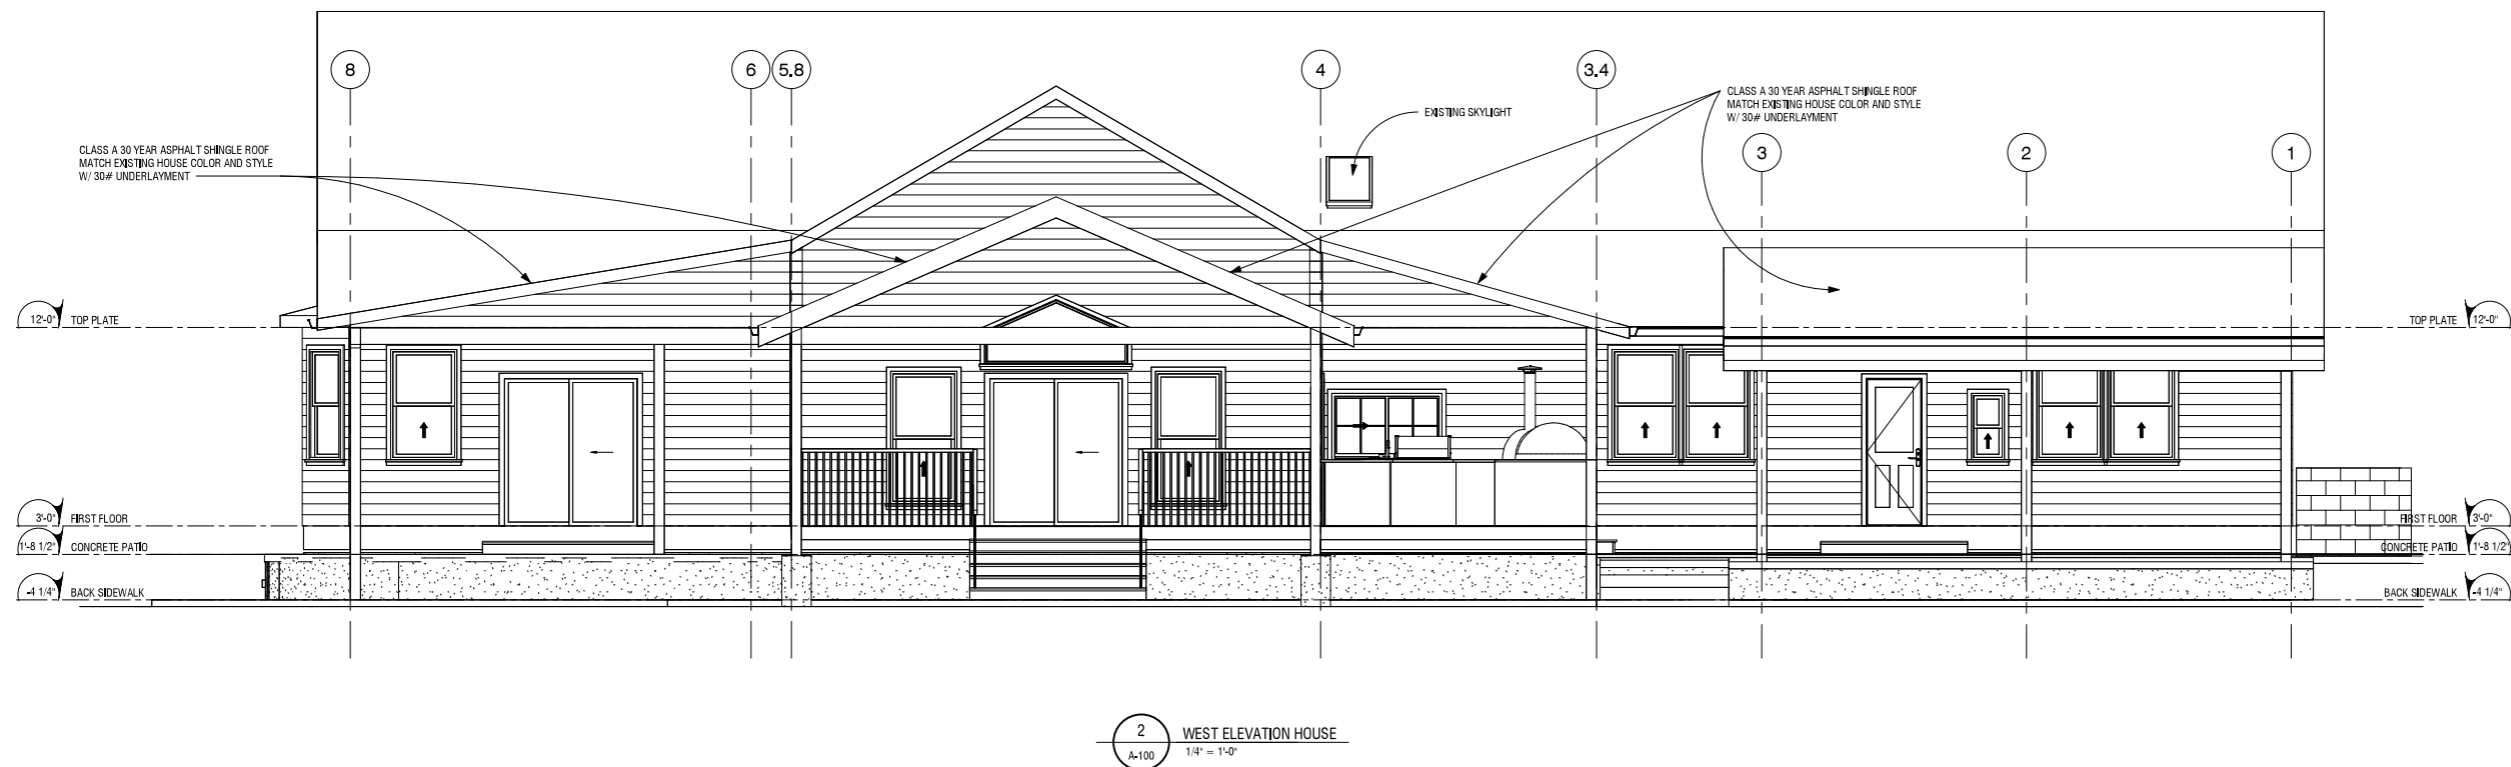 8
6
5.8
4
3.4
3
2
1
EXISTING SKYLIGHT
CLASS A 30 YEAR ASPHALT SHINGLE ROOF
MATCH EXISTING HOUSE COLOR AND STYLE
W/ 30# UNDERLAYMENT
CLASS A 30 YEAR ASPHALT SHINGLE ROOF
MATCH EXISTING HOUSE COLOR AND STYLE
W/ 30# UNDERLAYMENT
12'-0" TOP PLATE
TOP PLATE 12'-0"
3'-0" FIRST FLOOR
FIRST FLOOR 3'-0"
1'-8 1/2" CONCRETE PATIO
CONCRETE PATIO 1'-8 1/2"
-4 1/4" BACK SIDEWALK
BACK SIDEWALK -4 1/4"
2
A-100
WEST ELEVATION HOUSE
1/4" = 1'-0"